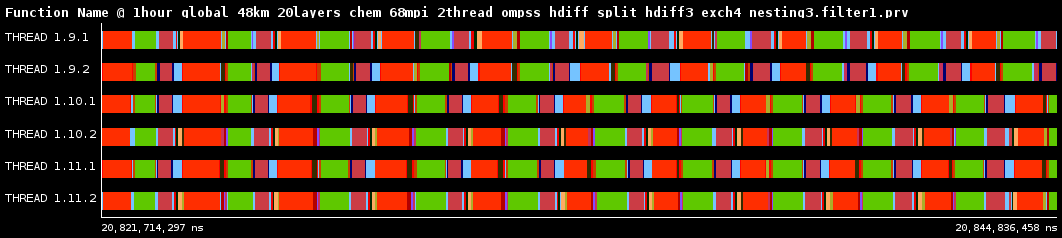 Function Name @ 1hour global 48km 20layers chem 68mpi 2thread ompss hdiff split hdiff3 exch4 nesting3.filter1.prv
THREAD 1.9.1
THREAD 1.9.2
THREAD 1.10.1
THREAD 1.10.2
THREAD 1.11.1
THREAD 1.11.2
20,821,714,297 ns 20,844,836,458 ns